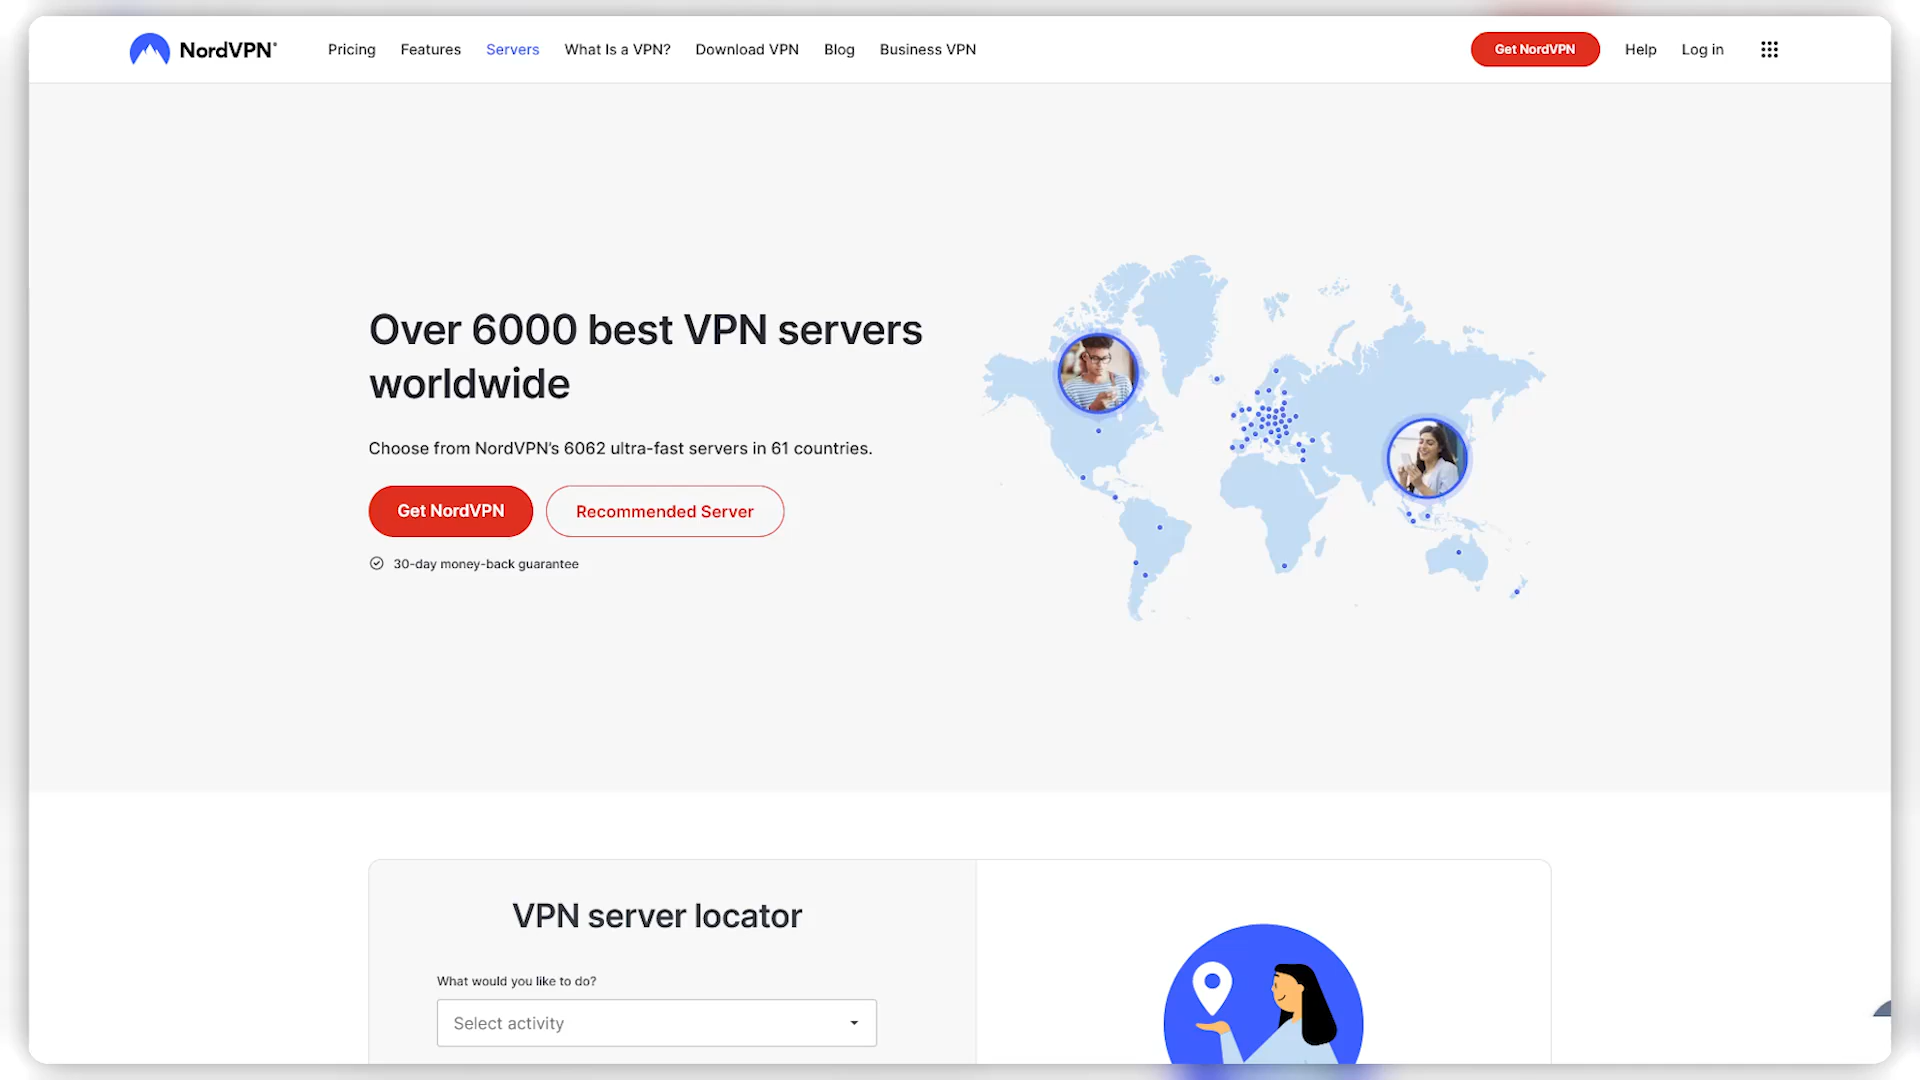 NordVPN®
Pricing
Features
Servers
What Is a VPN?
Download VPN
Blog
Business VPN
Get NordVPN
Help
Log in
Over 6000 best VPN servers
worldwide
Choose from NordVPN's 6062 ultra-fast servers in 61 countries.
Get NordVPN
Recommended Server
30-day money-back guarantee
VPN server locator
What would you like to do?
Select activity